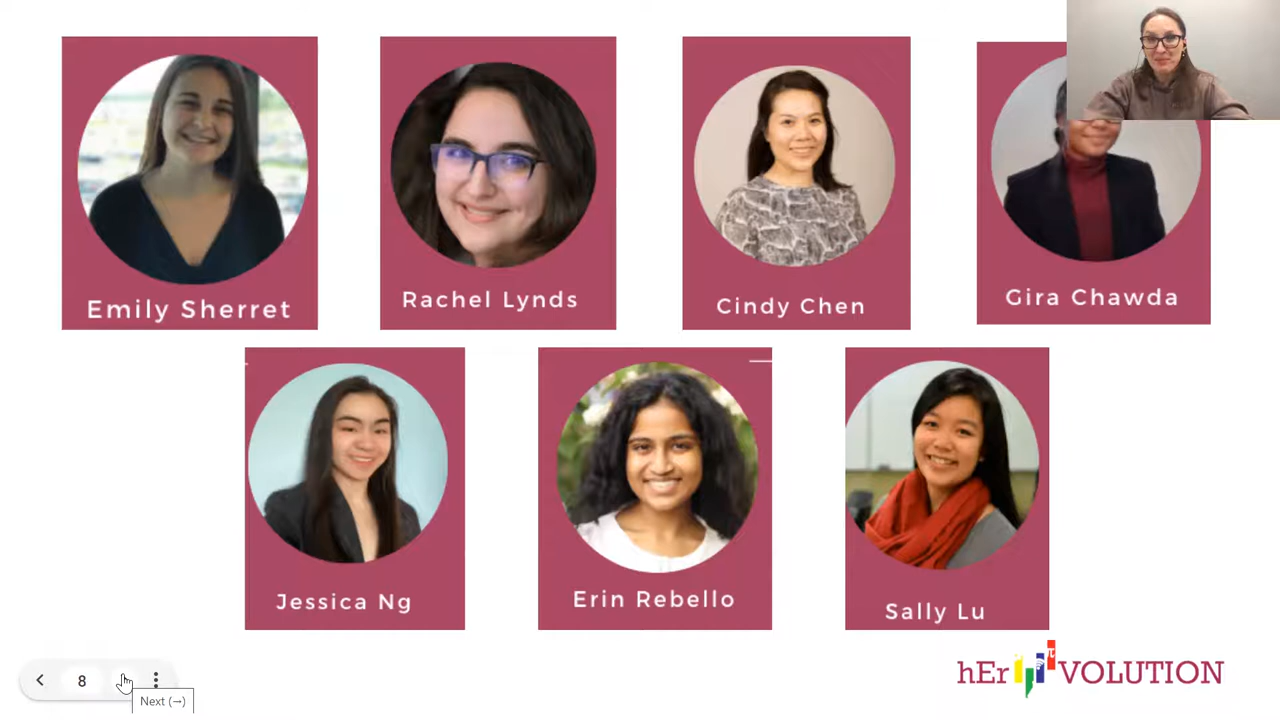 Emily Sherret
Rachel Lynds
Cindy Chen
Gira Chawda
Jessica Ng
Erin Rebello
Sally Lu
hEr VOLUTION
π
8
Next (→)